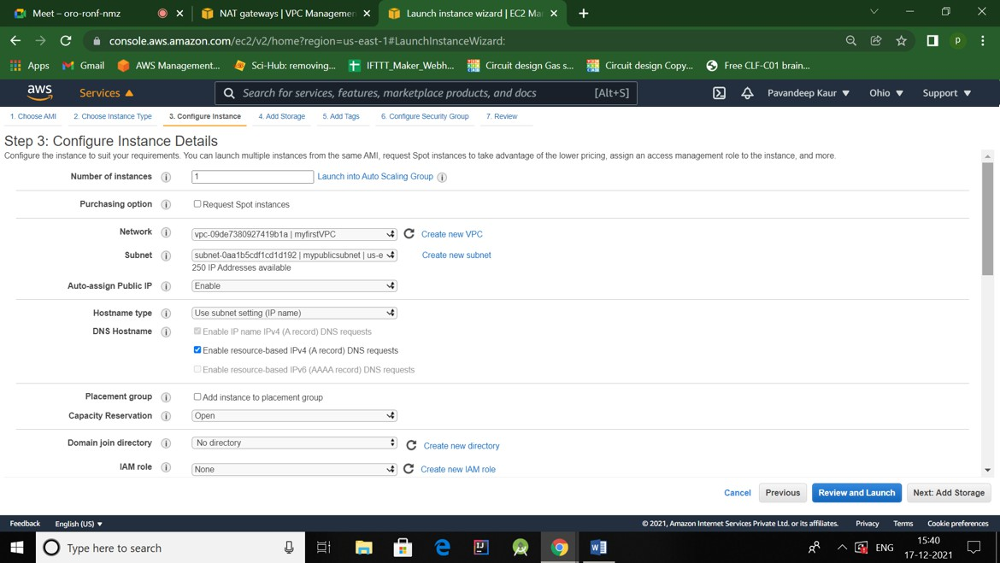 Meet – oro-ronf-nmz
NAT gateways | VPC Managemen
Launch instance wizard | EC2 Ma
console.aws.amazon.com/ec2/v2/home?region=us-east-1#LaunchInstanceWizard:
p
Apps Gmail AWS Management... Sci-Hub: removing... IFTTT_Maker_Webh... Circuit design Gas s... Circuit design Copy... Free CLF-C01 brain...
aws Services Search for services, features, marketplace products, and docs [Alt+S] Pavandeep Kaur Ohio Support
1. Choose AMI 2. Choose Instance Type 3. Configure Instance 4. Add Storage 5. Add Tags 6. Configure Security Group 7. Review
Step 3: Configure Instance Details
Configure the instance to suit your requirements. You can launch multiple instances from the same AMI, request Spot instances to take advantage of the lower pricing, assign an access management role to the instance, and more.
Number of instances 1 Launch into Auto Scaling Group
Purchasing option Request Spot instances
Network vpc-09de7380927419b1a | myfirstVPC Create new VPC
Subnet subnet-0aa1b5cdf1cd1d192 | mypublicsubnet | us-e Create new subnet
250 IP Addresses available
Auto-assign Public IP Enable
Hostname type Use subnet setting (IP name)
DNS Hostname Enable IP name IPv4 (A record) DNS requests
Enable resource-based IPv4 (A record) DNS requests
Enable resource-based IPv6 (AAAA record) DNS requests
Placement group Add instance to placement group
Capacity Reservation Open
Domain join directory No directory Create new directory
IAM role None Create new IAM role
Cancel Previous Review and Launch Next: Add Storage
Feedback English (US) © 2021, Amazon Internet Services Private Ltd. or its affiliates. Privacy Terms Cookie preferences
Type here to search
ENG
15:40
17-12-2021